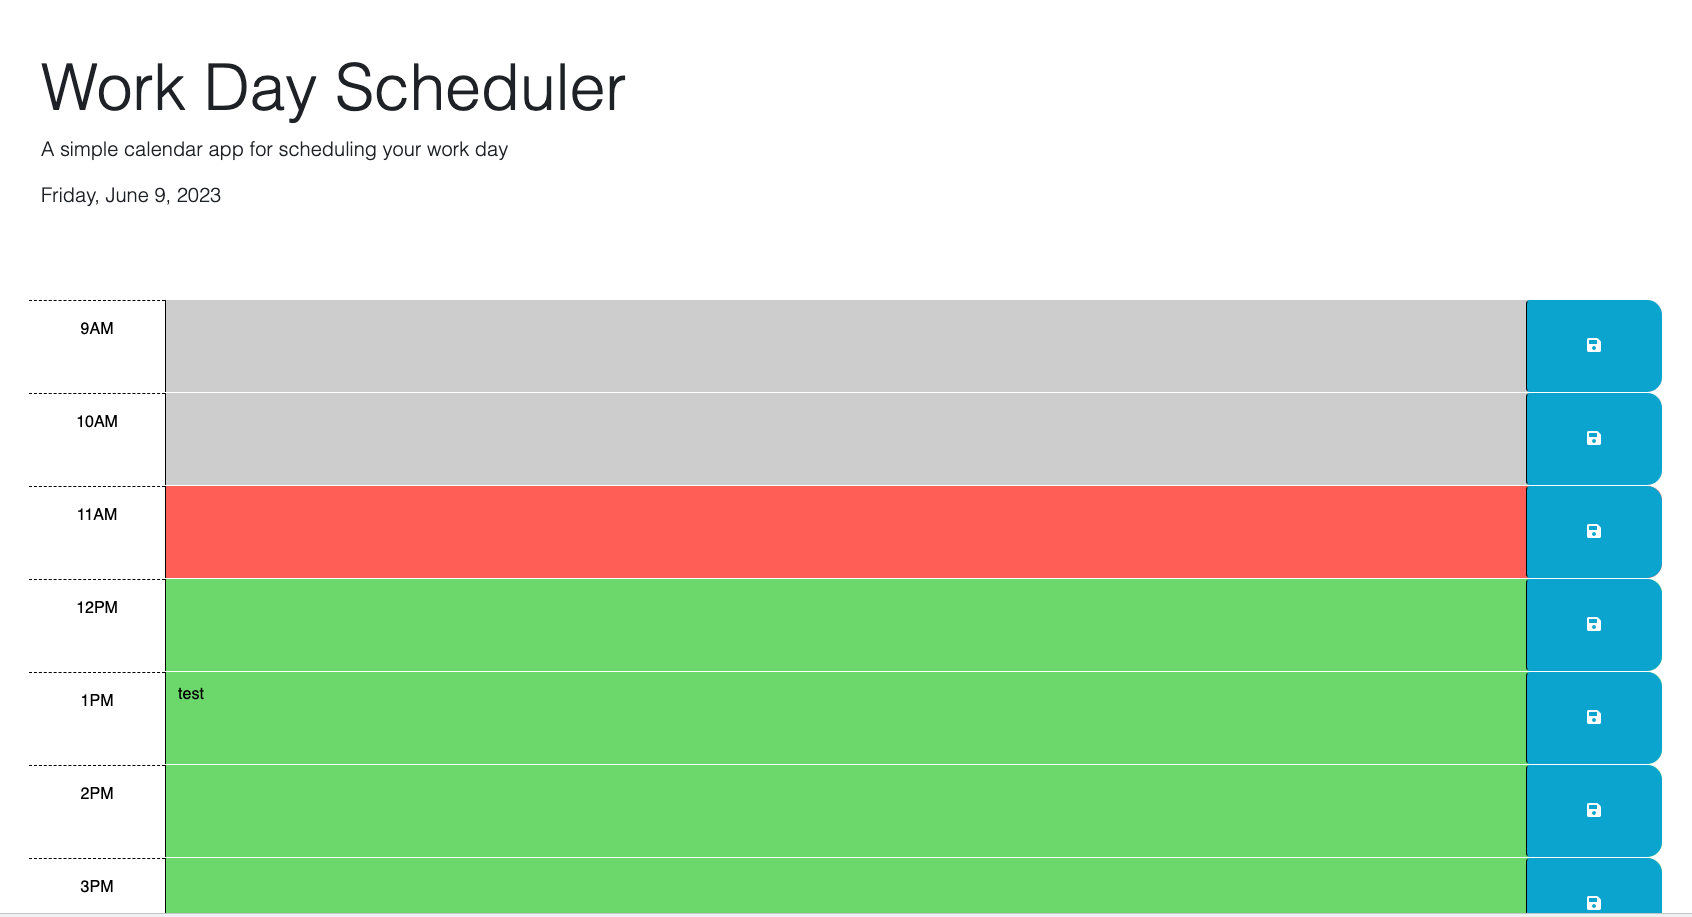 Work Day Scheduler
A simple calendar app for scheduling your work day
Friday, June 9, 2023
9AM
10AM
11AM
12PM
1PM
test
2PM
3PM